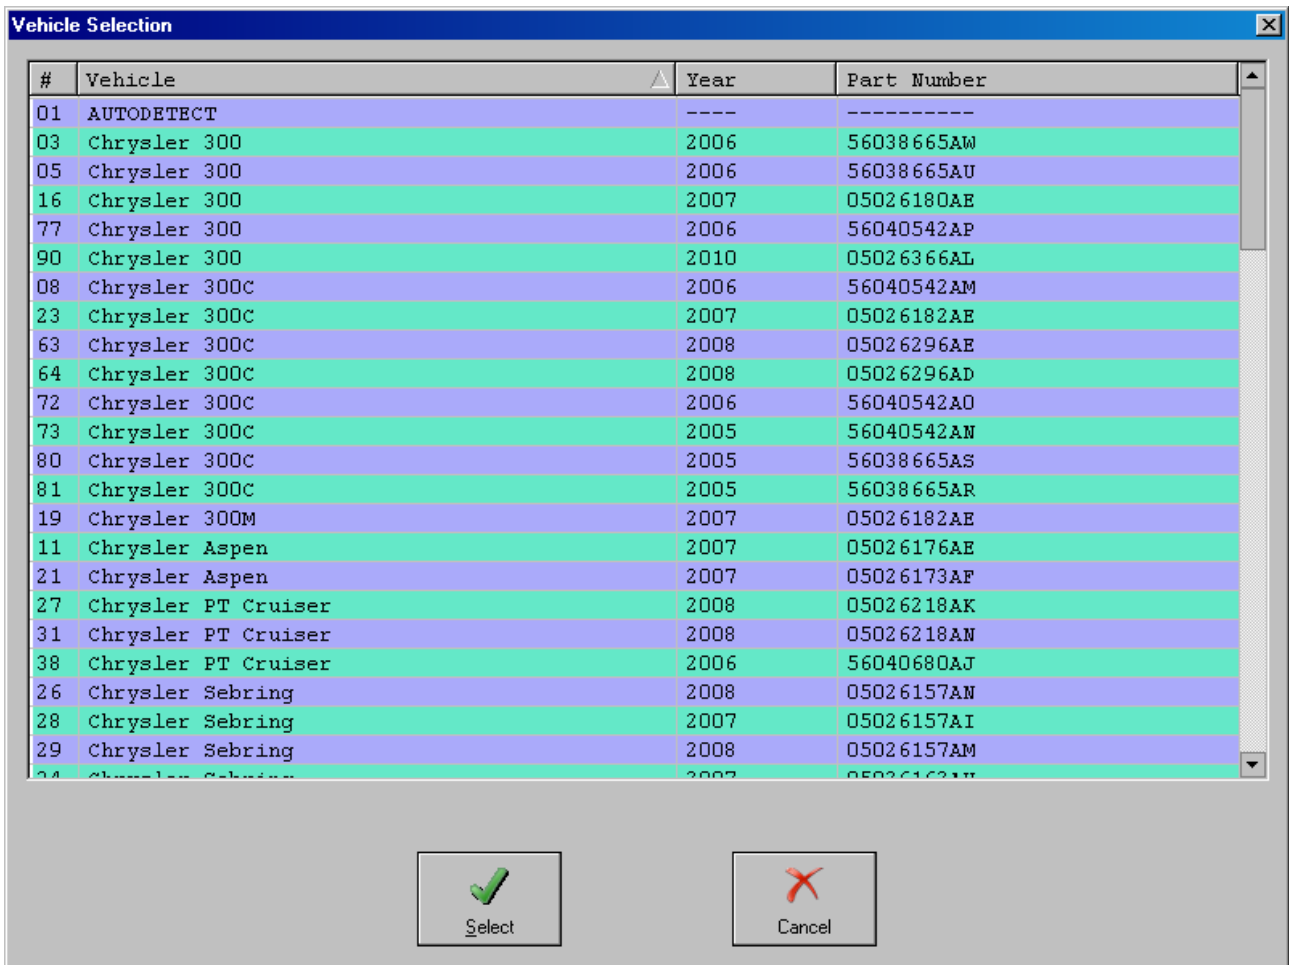 Vehicle Selection
# Vehicle Year Part Number
01 AUTODETECT ---- ----------
03 Chrysler 300 2006 56038665AW
05 Chrysler 300 2006 56038665AU
16 Chrysler 300 2007 05026180AE
77 Chrysler 300 2006 56040542AP
90 Chrysler 300 2010 05026366AL
08 Chrysler 300C 2006 56040542AM
23 Chrysler 300C 2007 05026182AE
63 Chrysler 300C 2008 05026296AE
64 Chrysler 300C 2008 05026296AD
72 Chrysler 300C 2006 56040542AO
73 Chrysler 300C 2005 56040542AN
80 Chrysler 300C 2005 56038665AS
81 Chrysler 300C 2005 56038665AR
19 Chrysler 300M 2007 05026182AE
11 Chrysler Aspen 2007 05026176AE
21 Chrysler Aspen 2007 05026173AF
27 Chrysler PT Cruiser 2008 05026218AK
31 Chrysler PT Cruiser 2008 05026218AN
38 Chrysler PT Cruiser 2006 56040680AJ
26 Chrysler Sebring 2008 05026157AN
28 Chrysler Sebring 2007 05026157AI
29 Chrysler Sebring 2008 05026157AM
Chrysler Sebring 2007
Select Cancel